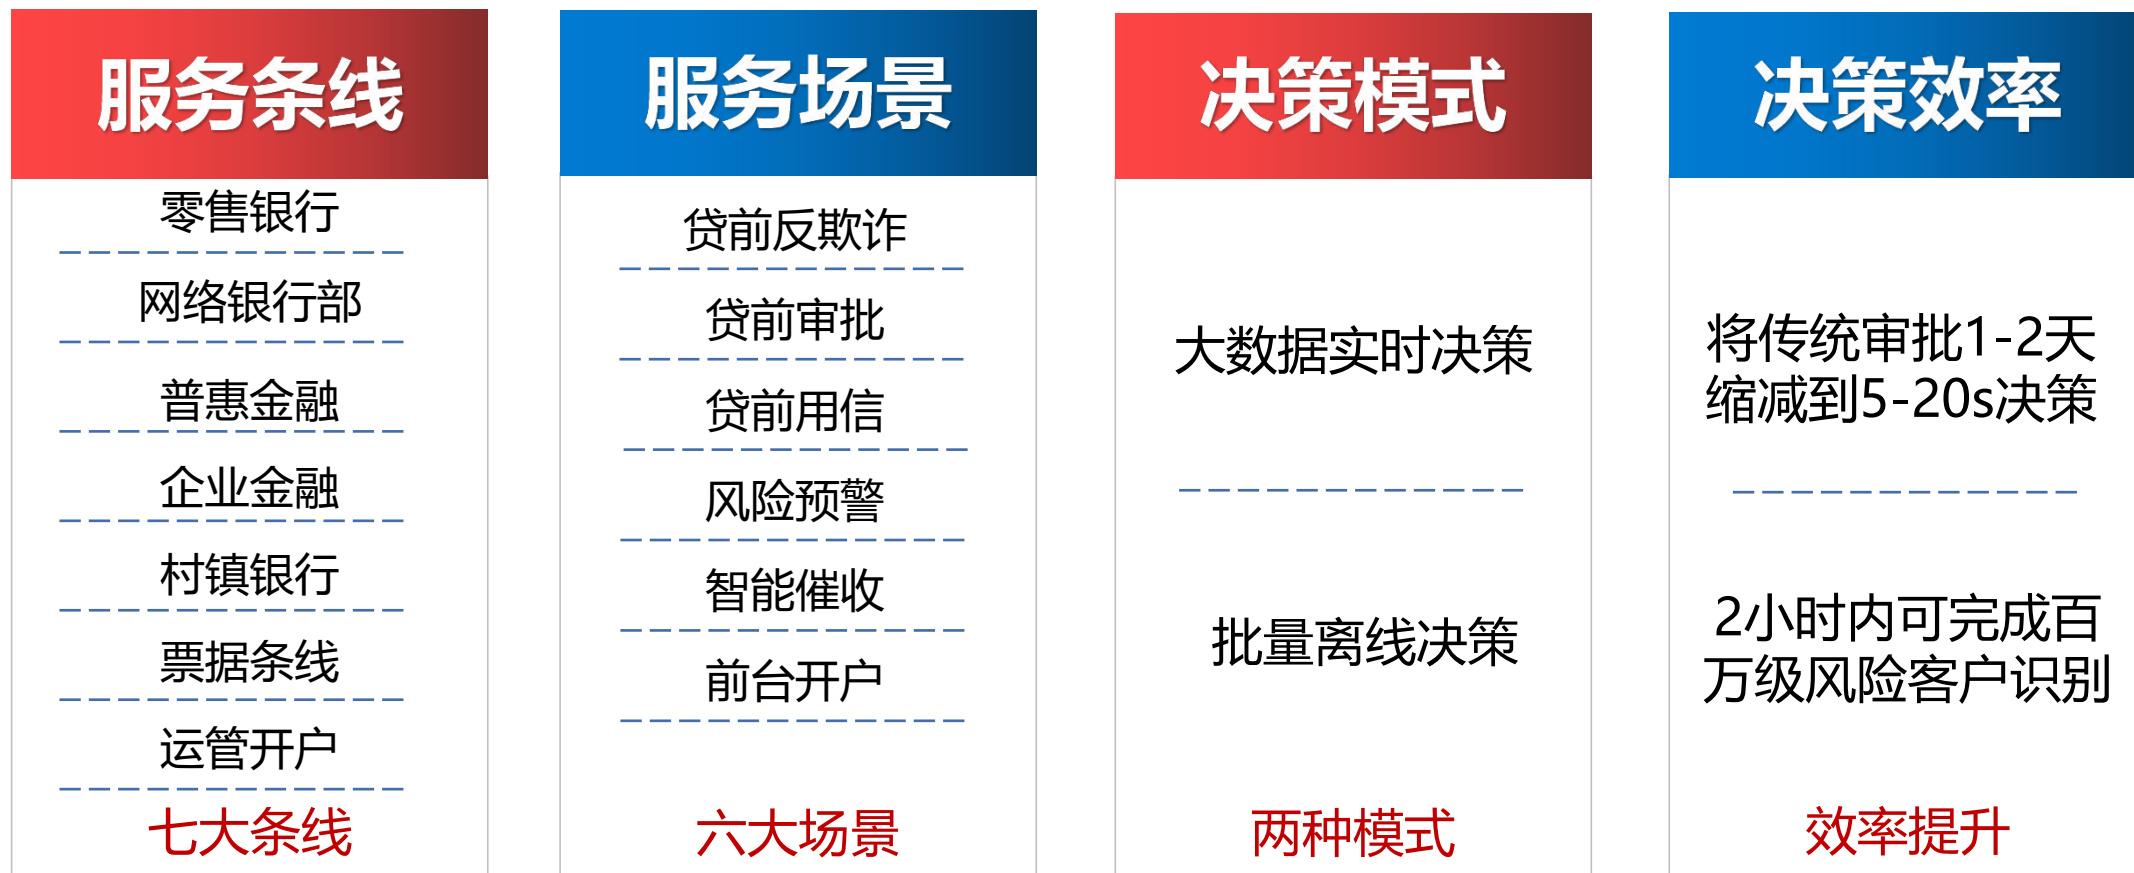 服务条线
零售银行
网络银行部
普惠金融
企业金融
村镇银行
票据条线
运管开户
七大条线
服务场景
贷前反欺诈
贷前审批
贷前用信
风险预警
智能催收
前台开户
六大场景
决策模式
大数据实时决策
批量离线决策
两种模式
决策效率
将传统审批1-2天
缩减到5-20s决策
2小时内可完成百
万级风险客户识别
效率提升